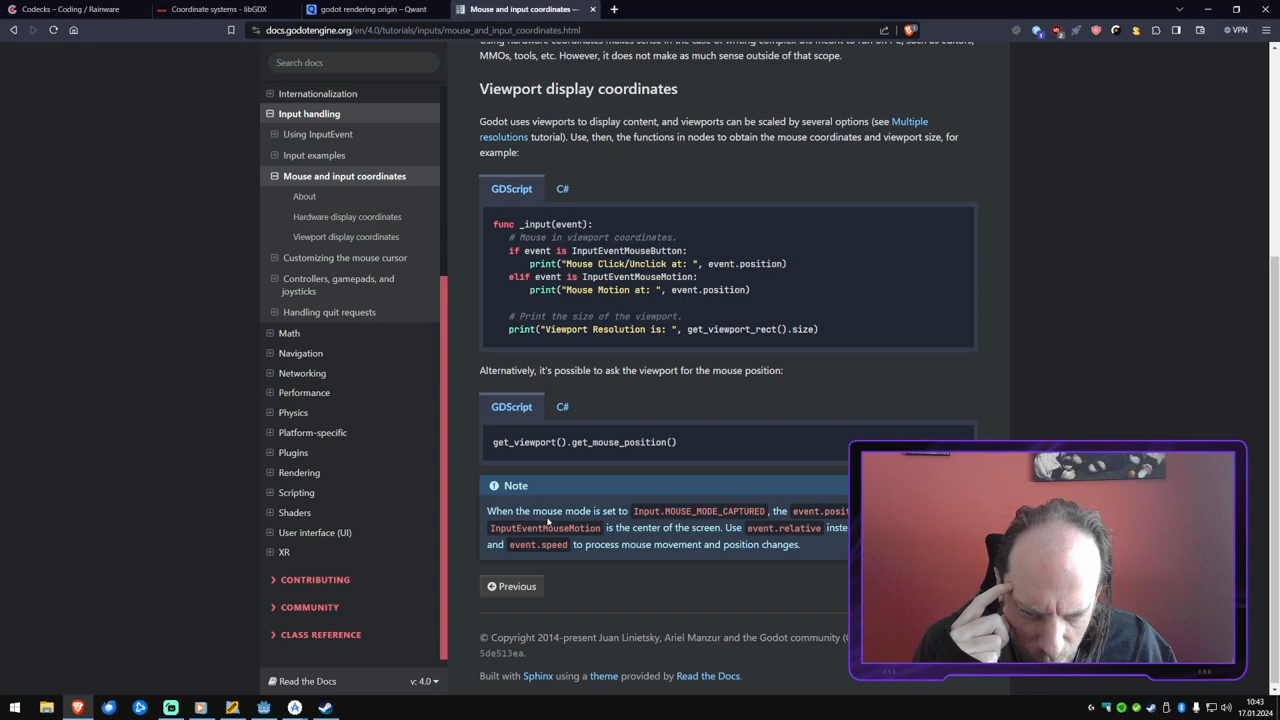 Codecks – Coding / Rainware
Coordinate systems - libGDX
godot rendering origin – Qwant
Mouse and input coordinates —
docs.godotengine.org/en/4.0/tutorials/inputs/mouse_and_input_coordinates.html
VPN
Search docs
Internationalization
Input handling
Using InputEvent
Input examples
Mouse and input coordinates
About
Hardware display coordinates
Viewport display coordinates
Customizing the mouse cursor
Controllers, gamepads, and
joysticks
Handling quit requests
Math
Navigation
Networking
Performance
Physics
Platform-specific
Plugins
Rendering
Scripting
Shaders
User interface (UI)
XR
CONTRIBUTING
COMMUNITY
CLASS REFERENCE
Read the Docs
v: 4.0
MMOs, tools, etc. However, it does not make as much sense outside of that scope.
Viewport display coordinates
Godot uses viewports to display content, and viewports can be scaled by several options (see Multiple
resolutions tutorial). Use, then, the functions in nodes to obtain the mouse coordinates and viewport size, for
example:
GDScript
C#
func _input(event):
# Mouse in viewport coordinates.
if event is InputEventMouseButton:
print("Mouse Click/Unclick at: ", event.position)
elif event is InputEventMouseMotion:
print("Mouse Motion at: ", event.position)
# Print the size of the viewport.
print("Viewport Resolution is: ", get_viewport_rect().size)
Alternatively, it's possible to ask the viewport for the mouse position:
GDScript
C#
get_viewport().get_mouse_position()
Note
When the mouse mode is set to Input.MOUSE_MODE_CAPTURED, the event.posit
InputEventMouseMotion is the center of the screen. Use event.relative inste
and event.speed to process mouse movement and position changes.
Previous
© Copyright 2014-present Juan Linietsky, Ariel Manzur and the Godot community (
5de513ea.
Built with Sphinx using a theme provided by Read the Docs.
10:43
17.01.2024